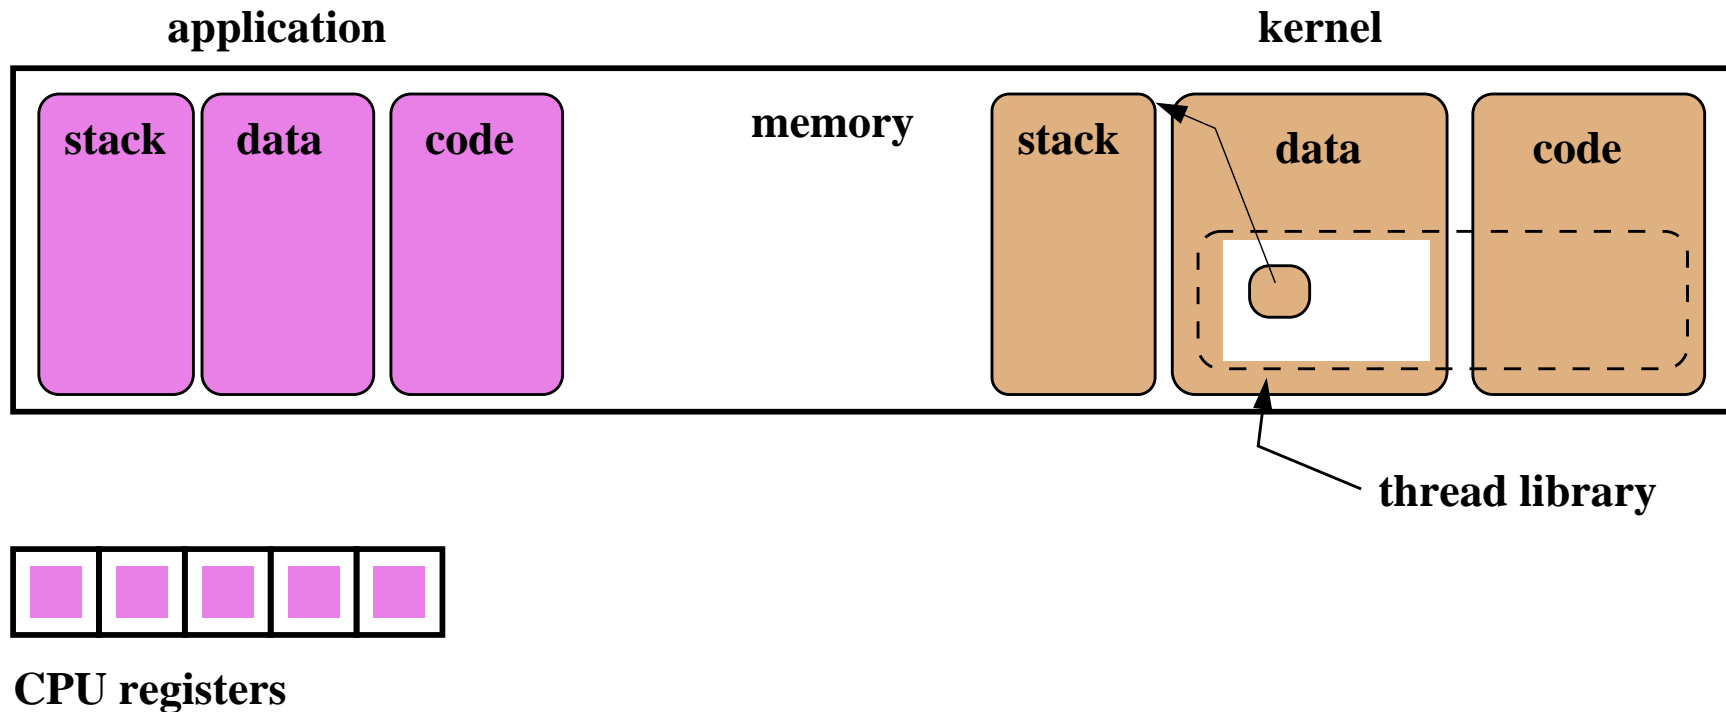 application
kernel
stack
data
code
memory
stack
data
code
thread library
CPU registers